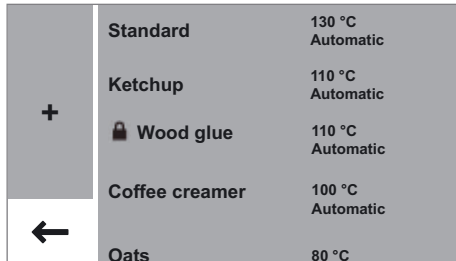 Standard 130 °C
Automatic
Ketchup 110 °C
Automatic
+
Wood glue 110 °C
Automatic
Coffee creamer 100 °C
Automatic
Oats 80 °C